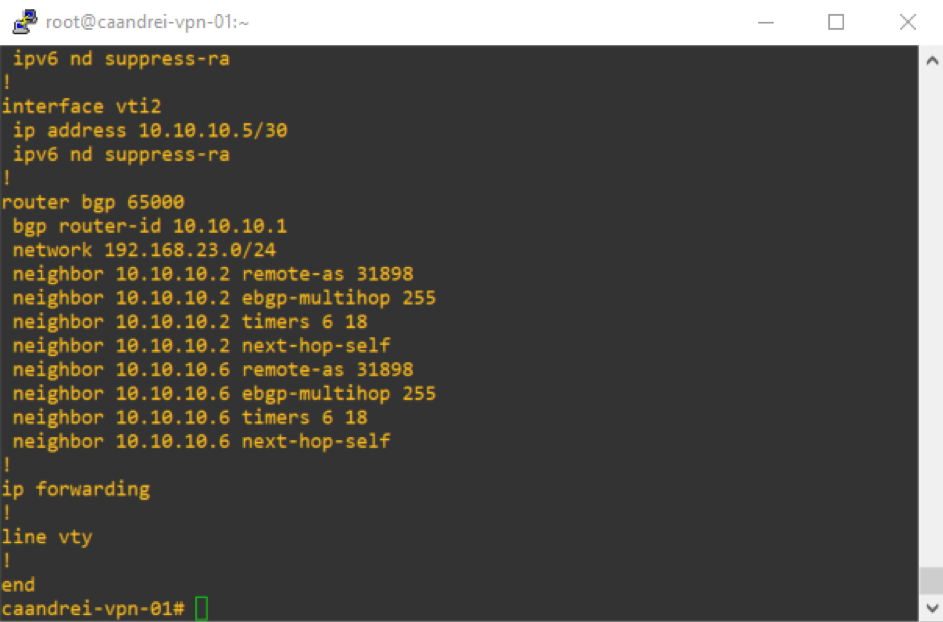 root@caandrei-vpn-01:~
ipv6 nd suppress-ra
!
interface vti2
ip address 10.10.10.5/30
ipv6 nd suppress-ra
!
router bgp 65000
bgp router-id 10.10.10.1
network 192.168.23.0/24
neighbor 10.10.10.2 remote-as 31898
neighbor 10.10.10.2 ebgp-multihop 255
neighbor 10.10.10.2 timers 6 18
neighbor 10.10.10.2 next-hop-self
neighbor 10.10.10.6 remote-as 31898
neighbor 10.10.10.6 ebgp-multihop 255
neighbor 10.10.10.6 timers 6 18
neighbor 10.10.10.6 next-hop-self
!
ip forwarding
!
line vty
!
end
caandrei-vpn-01#